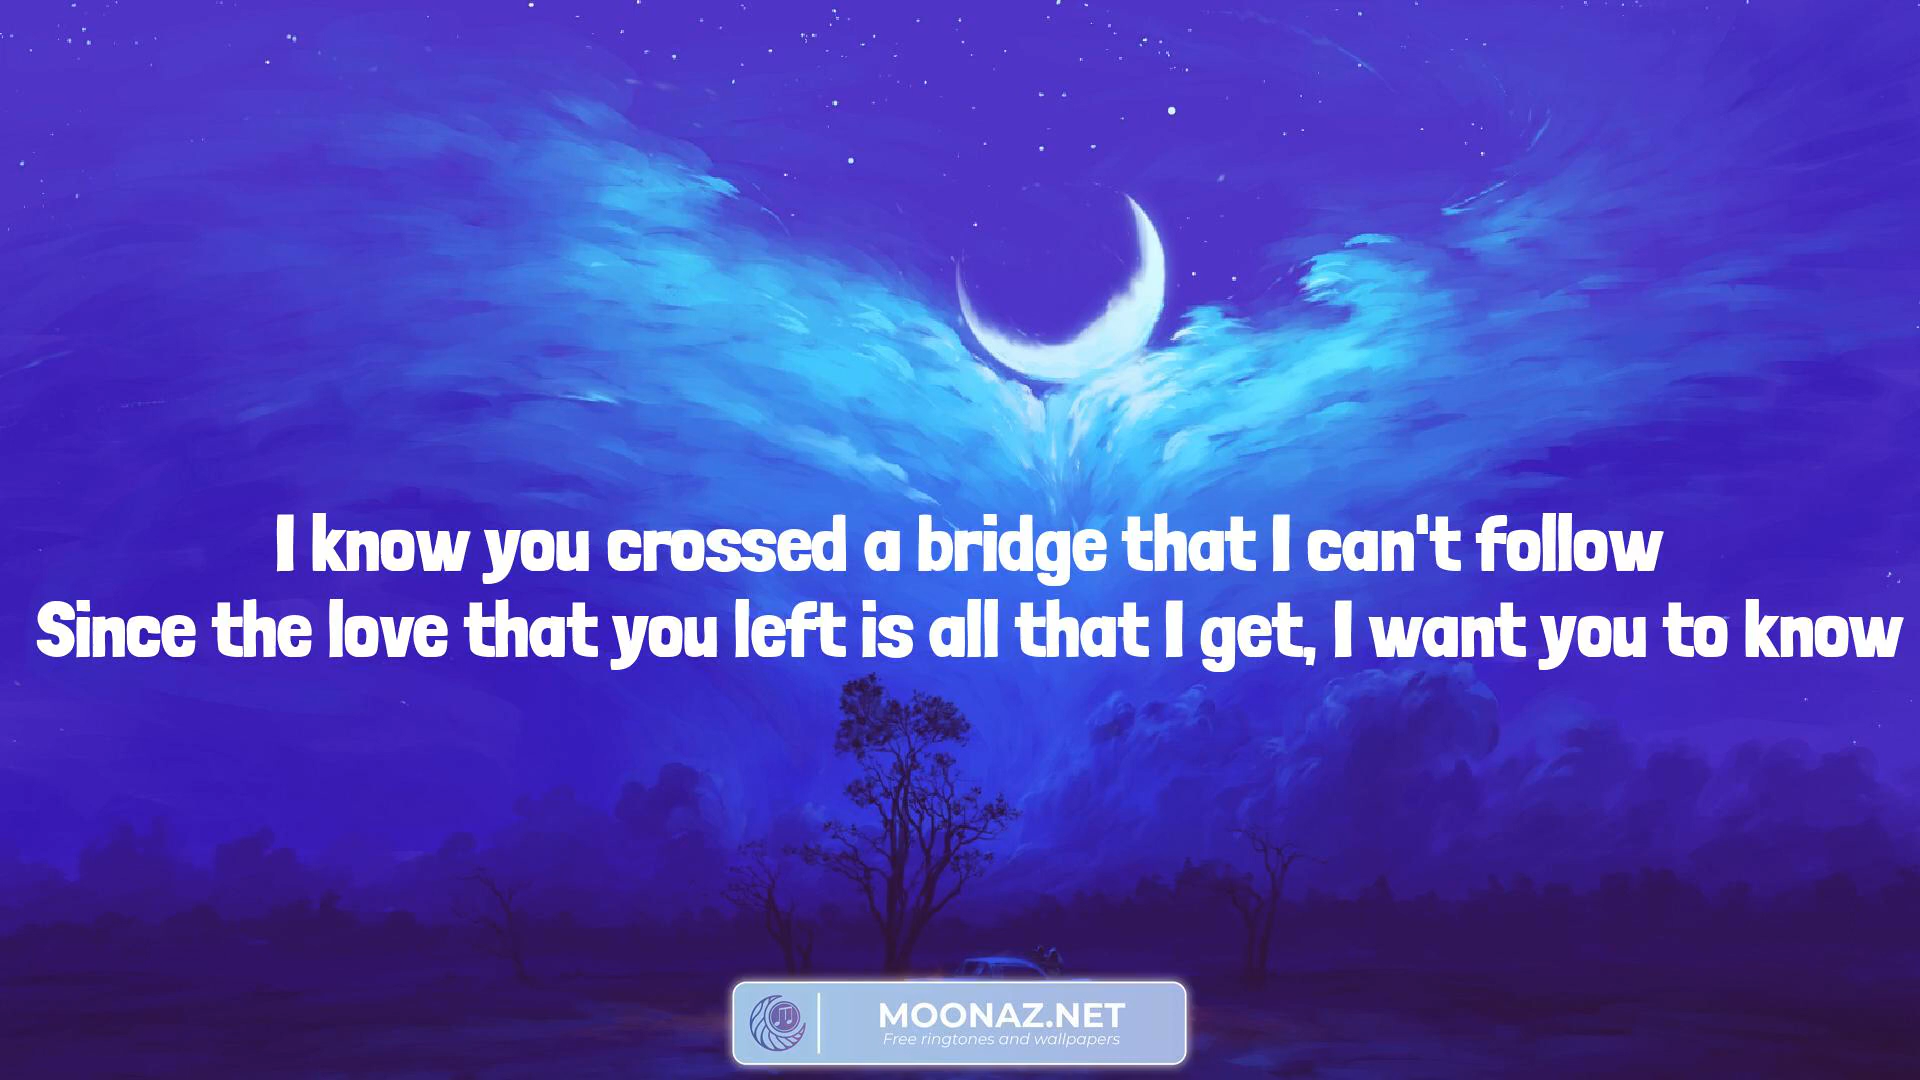 I know you crossed a bridge that I can't follow
Since the love that you left is all that I get, I want you to know
MOONAZ.NET
Free ringtones and wallpapers